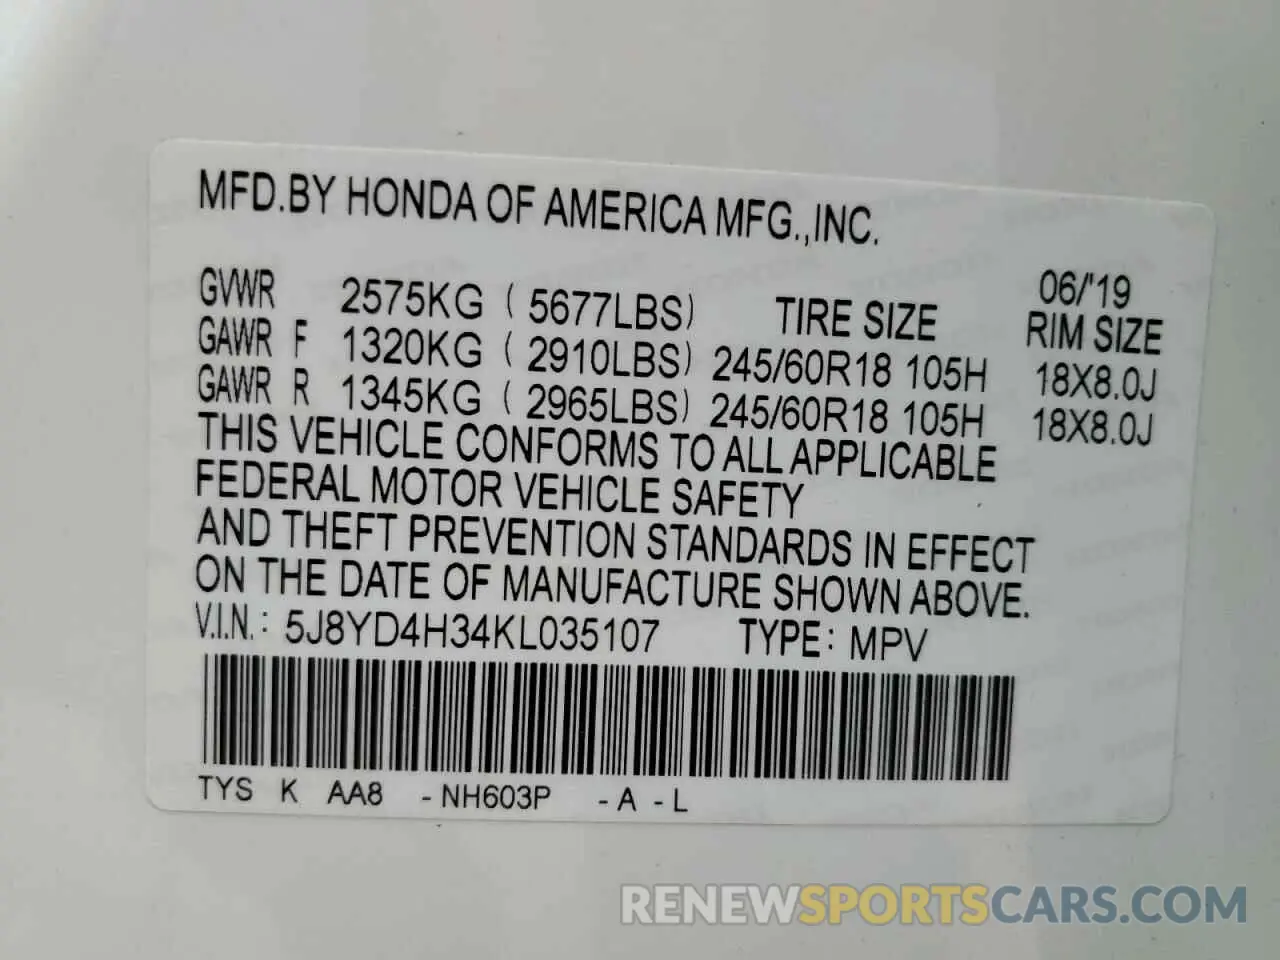 MFD.BY HONDA OF AMERICA MFG.,INC.
06/'19
GVWR 2575KG ( 5677LBS) TIRE SIZE RIM SIZE
GAWR F 1320KG ( 2910LBS) 245/60R18 105H 18X8.0J
GAWR R 1345KG ( 2965LBS) 245/60R18 105H 18X8.0J
THIS VEHICLE CONFORMS TO ALL APPLICABLE
FEDERAL MOTOR VEHICLE SAFETY
AND THEFT PREVENTION STANDARDS IN EFFECT
ON THE DATE OF MANUFACTURE SHOWN ABOVE.
V.I.N.: 5J8YD4H34KL035107 TYPE: MPV
TYS K AA8 -NH603P -A -L
RENEWSPORTSCARS.COM